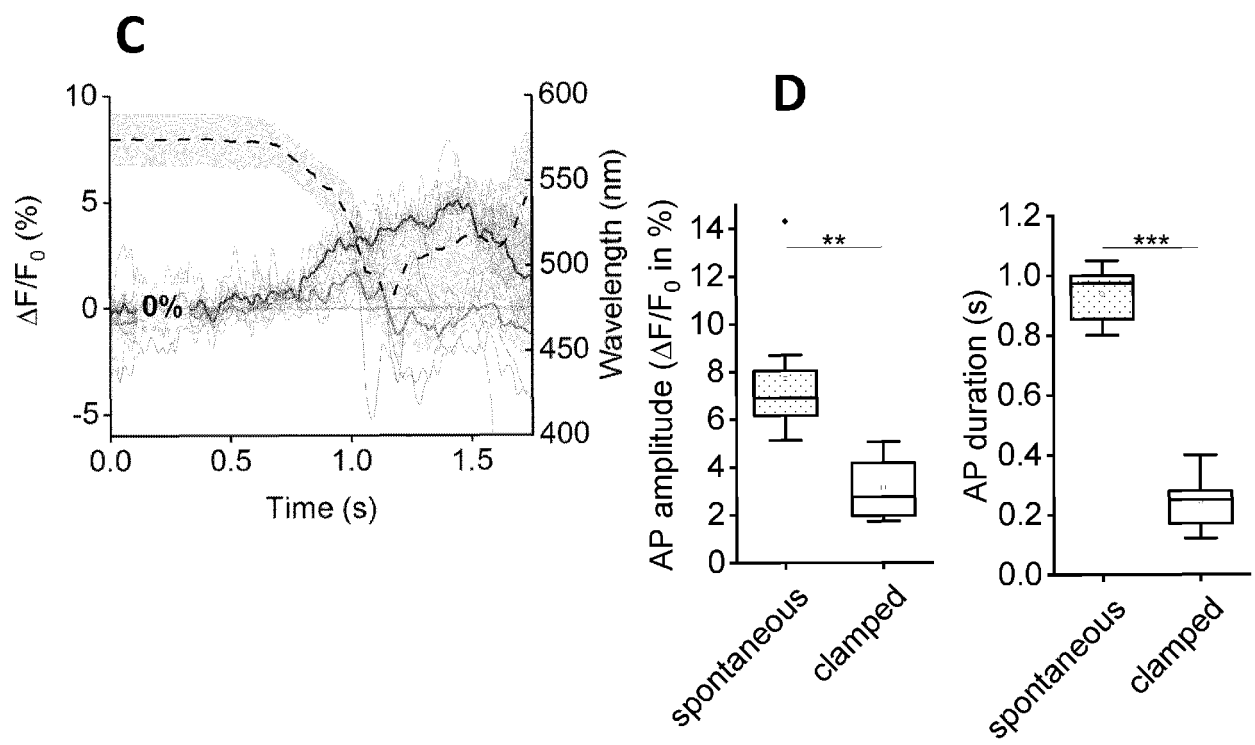 C
ΔF/F0 (%)
10
5
0
-5
0%
600
550
500
450
400
Wavelength (nm)
0.0 0.5 1.0 1.5
Time (s)
D
AP amplitude (ΔF/F0 in %)
14
12
10
8
6
4
2
0
**
spontaneous
clamped
AP duration (s)
1.2
1.0
0.8
0.6
0.4
0.2
0.0
***
spontaneous
clamped